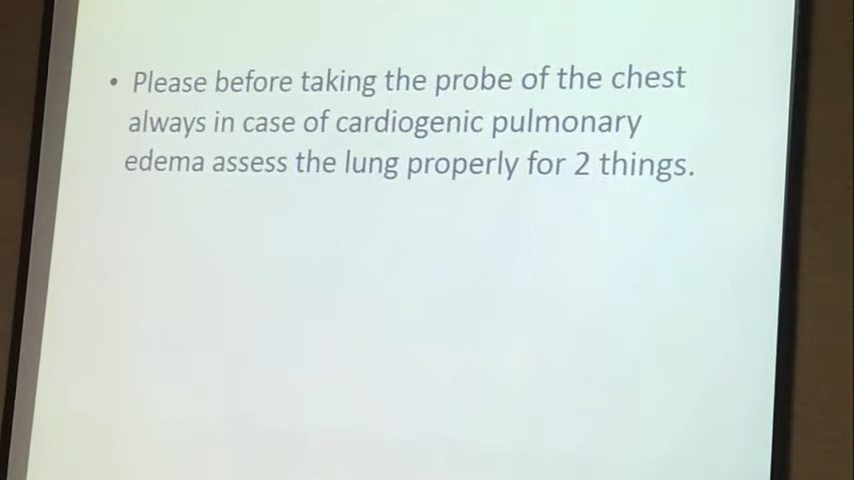 • Please before taking the probe of the chest
always in case of cardiogenic pulmonary
edema assess the lung properly for 2 things.